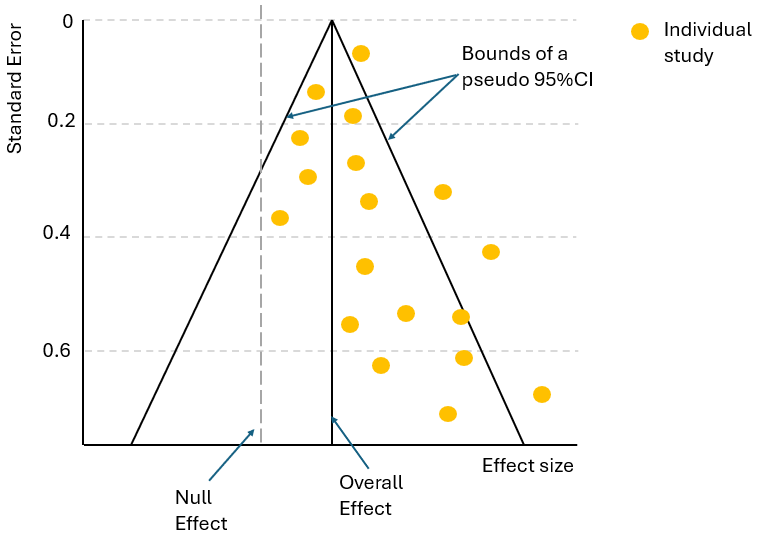 Standard Error
0
0.2
0.4
0.6
Bounds of a
pseudo 95%CI
Individual
study
Null
Effect
Overall
Effect
Effect size